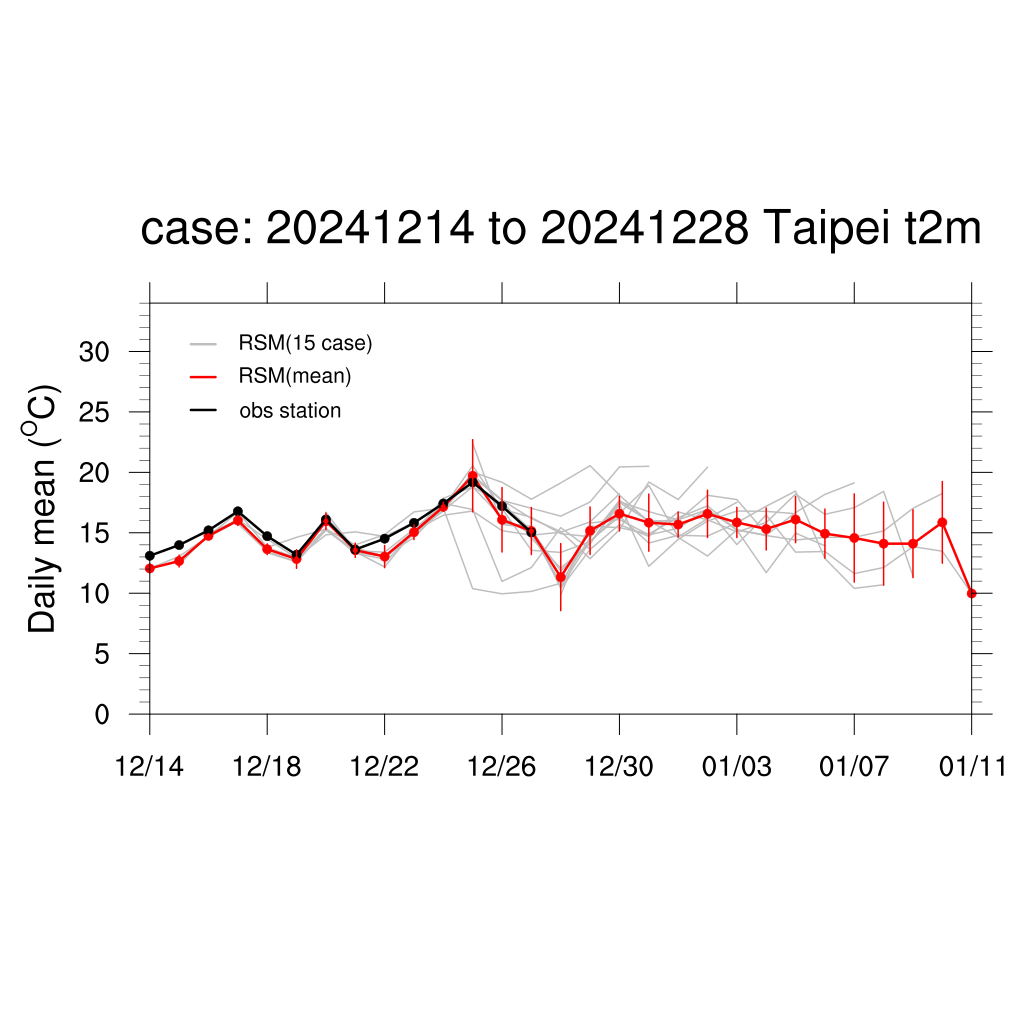 case: 20241214 to 20241228 Taipei t2m
RSM(15 case)
RSM(mean)
obs station
Daily mean (°C)
30
25
20
15
10
5
0
12/14 12/18 12/22 12/26 12/30 01/03 01/07 01/11